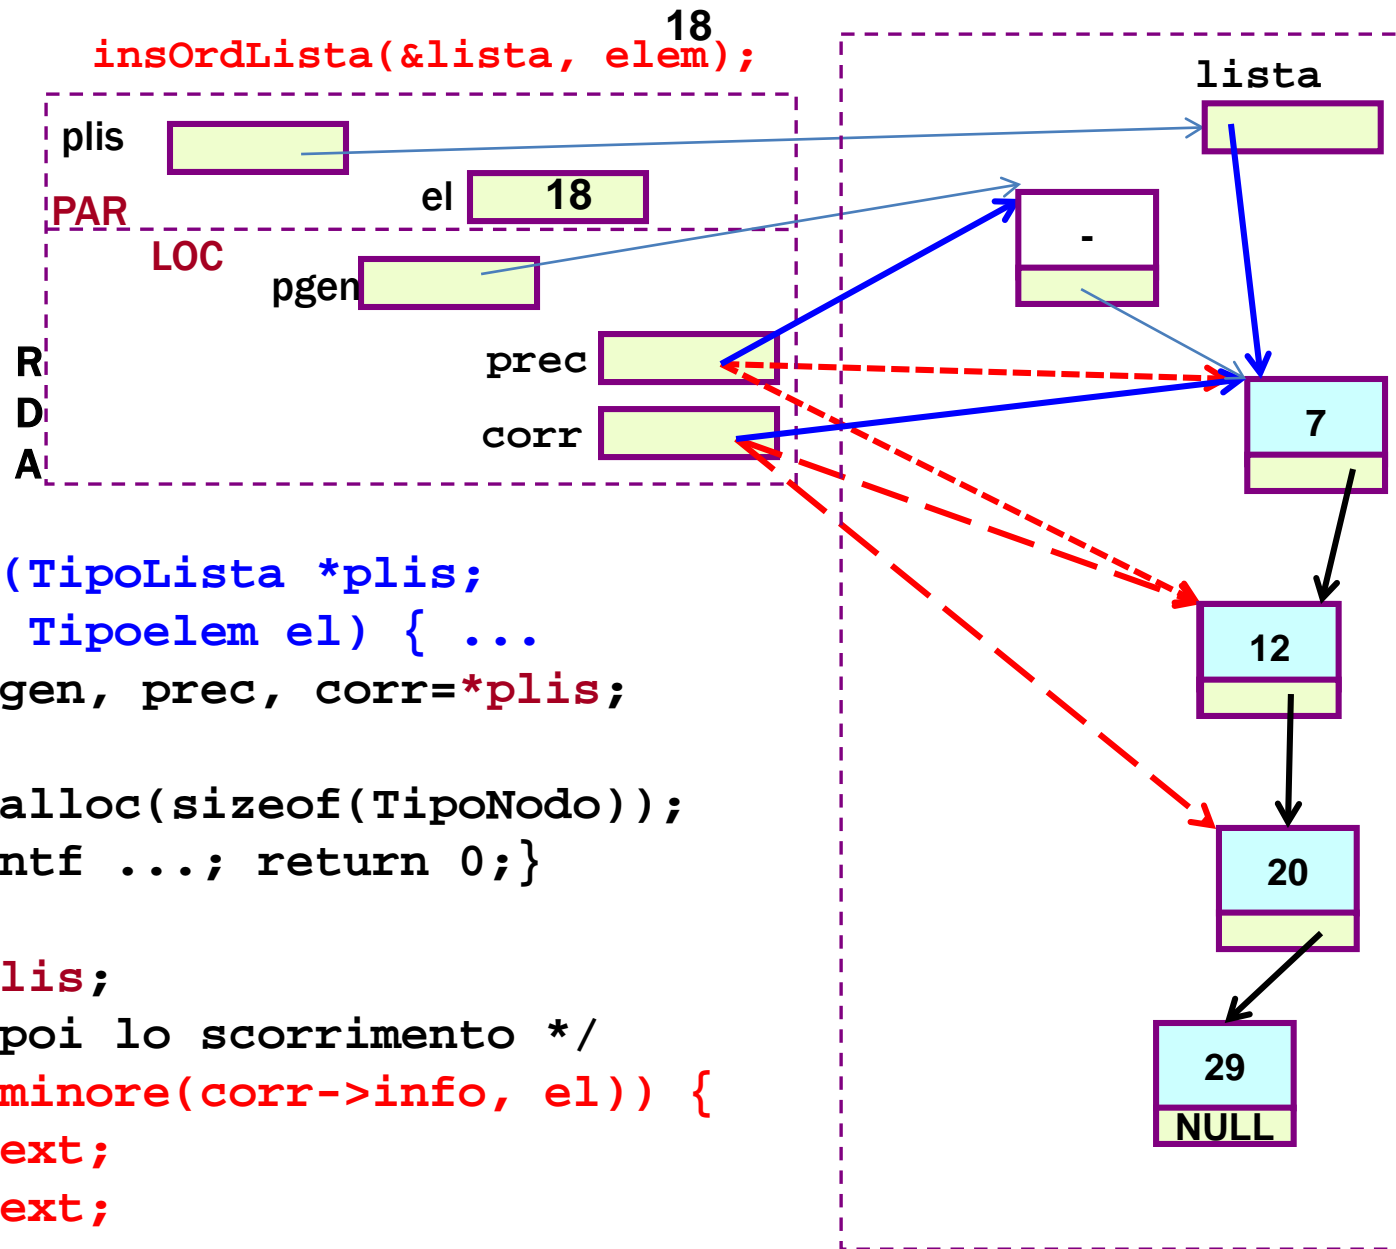 18
insOrdLista(&lista, elem);
lista
plis
el 18
PAR
LOC
pgen
-
R
D
A
prec
corr
7
(TipoLista *plis;
Tipoelem el) { ...
gen, prec, corr=*plis;
12
alloc(sizeof(TipoNodo));
ntf ...; return 0;}
20
lis;
poi lo scorrimento */
minore(corr->info, el)) {
29
NULL
ext;
ext;